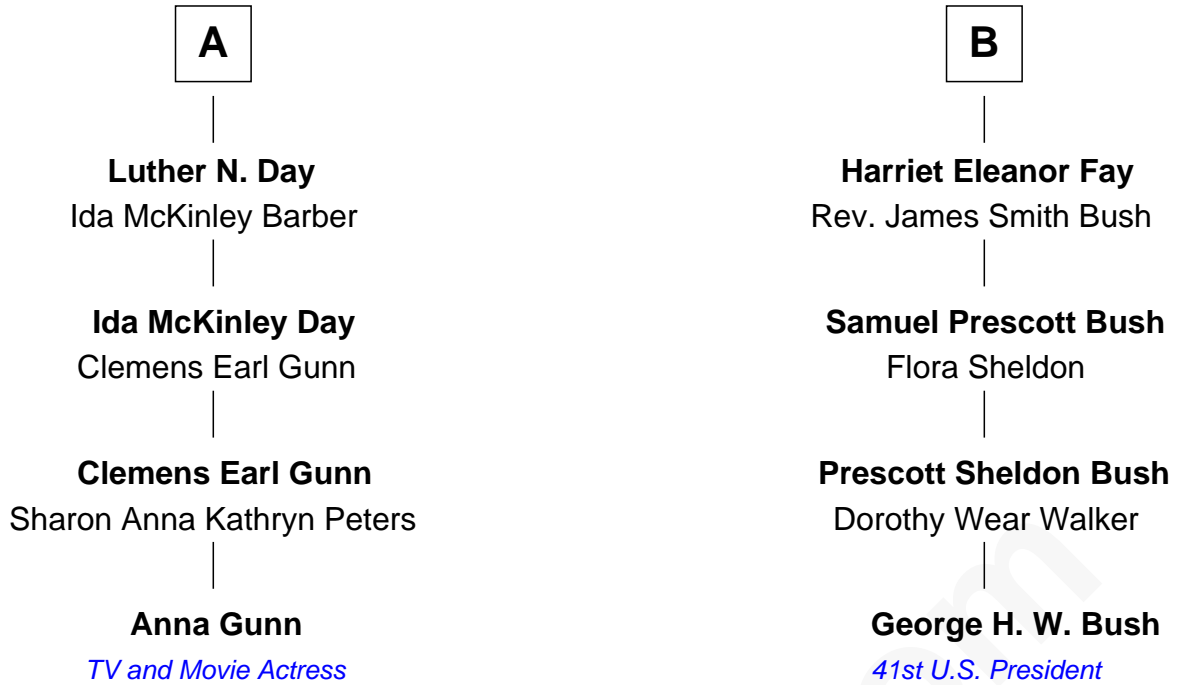 A
Luther N. Day
Ida McKinley Barber
Ida McKinley Day
Clemens Earl Gunn
Clemens Earl Gunn
Sharon Anna Kathryn Peters
Anna Gunn
TV and Movie Actress
B
Harriet Eleanor Fay
Rev. James Smith Bush
Samuel Prescott Bush
Flora Sheldon
Prescott Sheldon Bush
Dorothy Wear Walker
George H. W. Bush
41st U.S. President